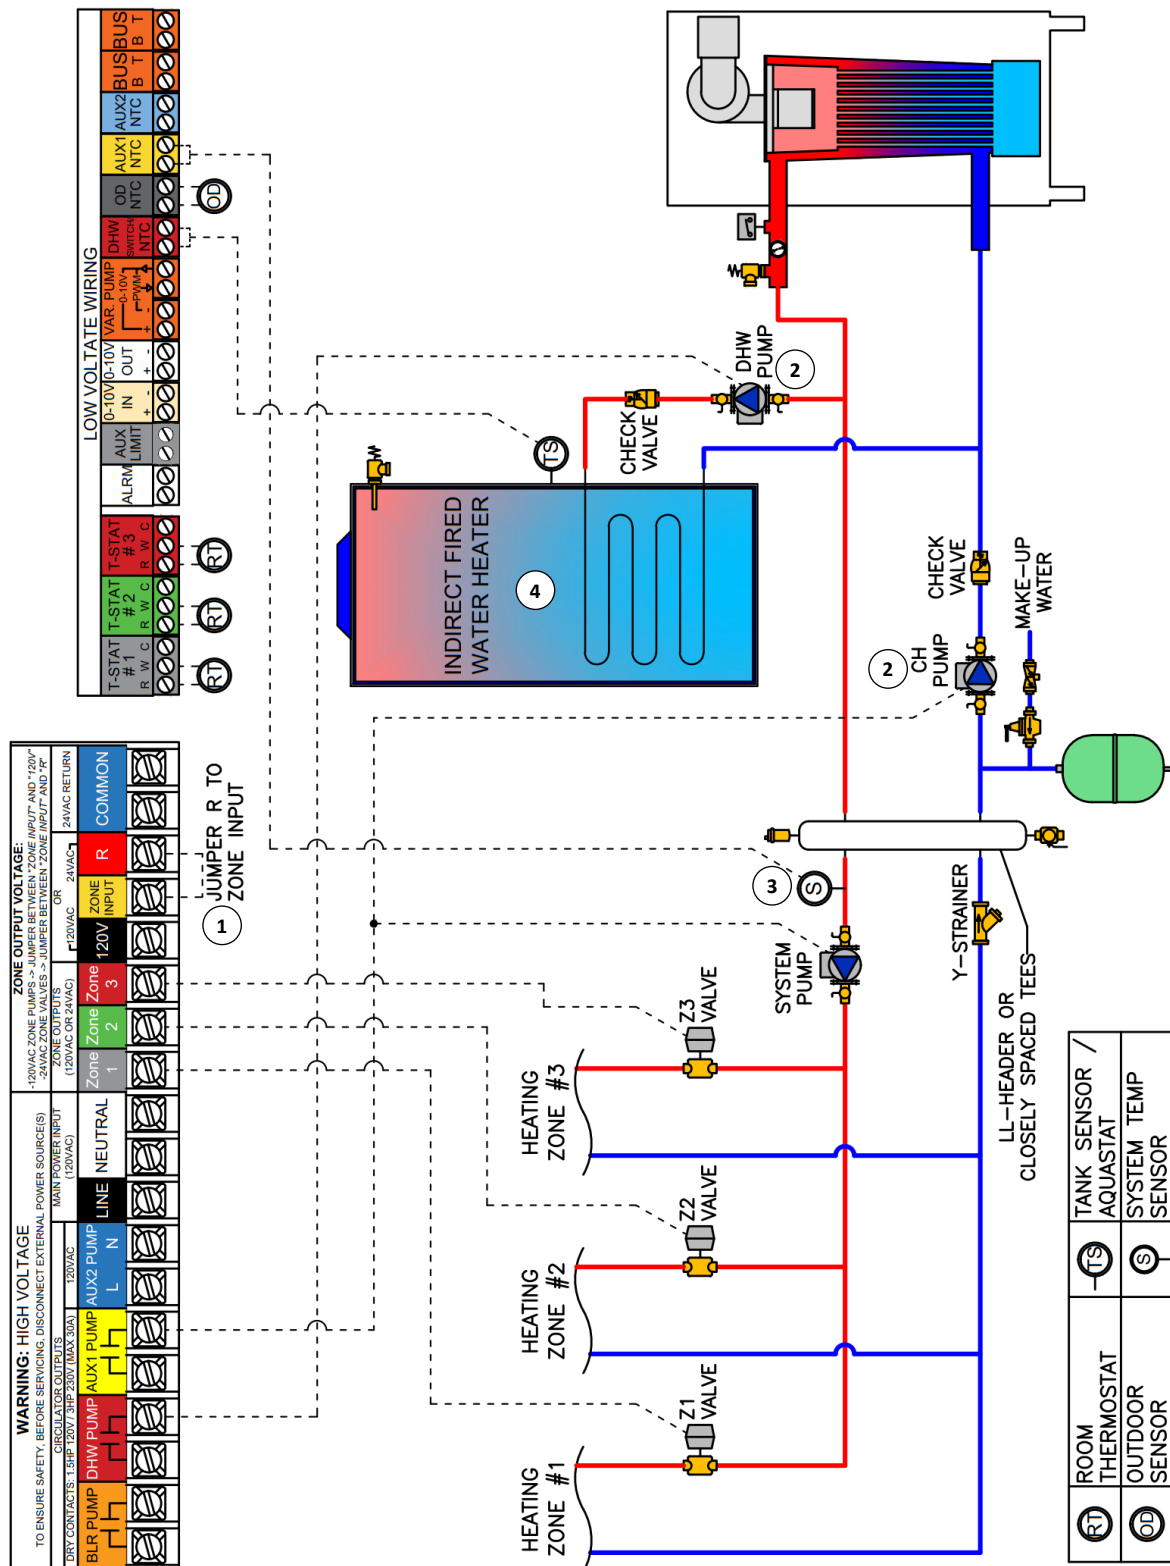 LOW VOLTATE WIRING
T-STAT
# 1
R W C
T-STAT
# 2
R W C
T-STAT
# 3
R W C
ALRM
AUX
LIMIT
0-10V
IN
+ -
0-10V
OUT
+ -
VAR. PUMP
0-10V
PWM
+ -
DHW
SWITCH/
NTC
OD
NTC
AUX1
NTC
AUX2
NTC
BUS
B T
BUS
B T
RT
RT
RT
OD
WARNING: HIGH VOLTAGE
TO ENSURE SAFETY, BEFORE SERVICING, DISCONNECT EXTERNAL POWER SOURCE(S)
ZONE OUTPUT VOLTAGE:
-120VAC ZONE PUMPS -> JUMPER BETWEEN "ZONE INPUT" AND "120V"
-24VAC ZONE VALVES -> JUMPER BETWEEN "ZONE INPUT" AND "R"
CIRCULATOR OUTPUTS
DRY CONTACTS: 1.5HP 120V / 3HP 230V (MAX 30A)
120VAC
MAIN POWER INPUT
(120VAC)
ZONE OUTPUTS
(120VAC OR 24VAC)
OR
120VAC
24VAC
24VAC RETURN
BLR PUMP
DHW PUMP
AUX1 PUMP
AUX2 PUMP
L N
LINE
NEUTRAL
Zone
1
Zone
2
Zone
3
120V
ZONE
INPUT
R
COMMON
1
JUMPER R TO
ZONE INPUT
INDIRECT FIRED
WATER HEATER
4
TS
CHECK
VALVE
DHW
PUMP
2
2
CH
PUMP
CHECK
VALVE
MAKE-UP
WATER
3
S
SYSTEM
PUMP
Y-STRAINER
LL-HEADER OR
CLOSELY SPACED TEES
HEATING
ZONE #1
Z1
VALVE
HEATING
ZONE #2
Z2
VALVE
HEATING
ZONE #3
Z3
VALVE
RT
ROOM
THERMOSTAT
TS
TANK SENSOR /
AQUASTAT
OD
OUTDOOR
SENSOR
S
SYSTEM TEMP
SENSOR